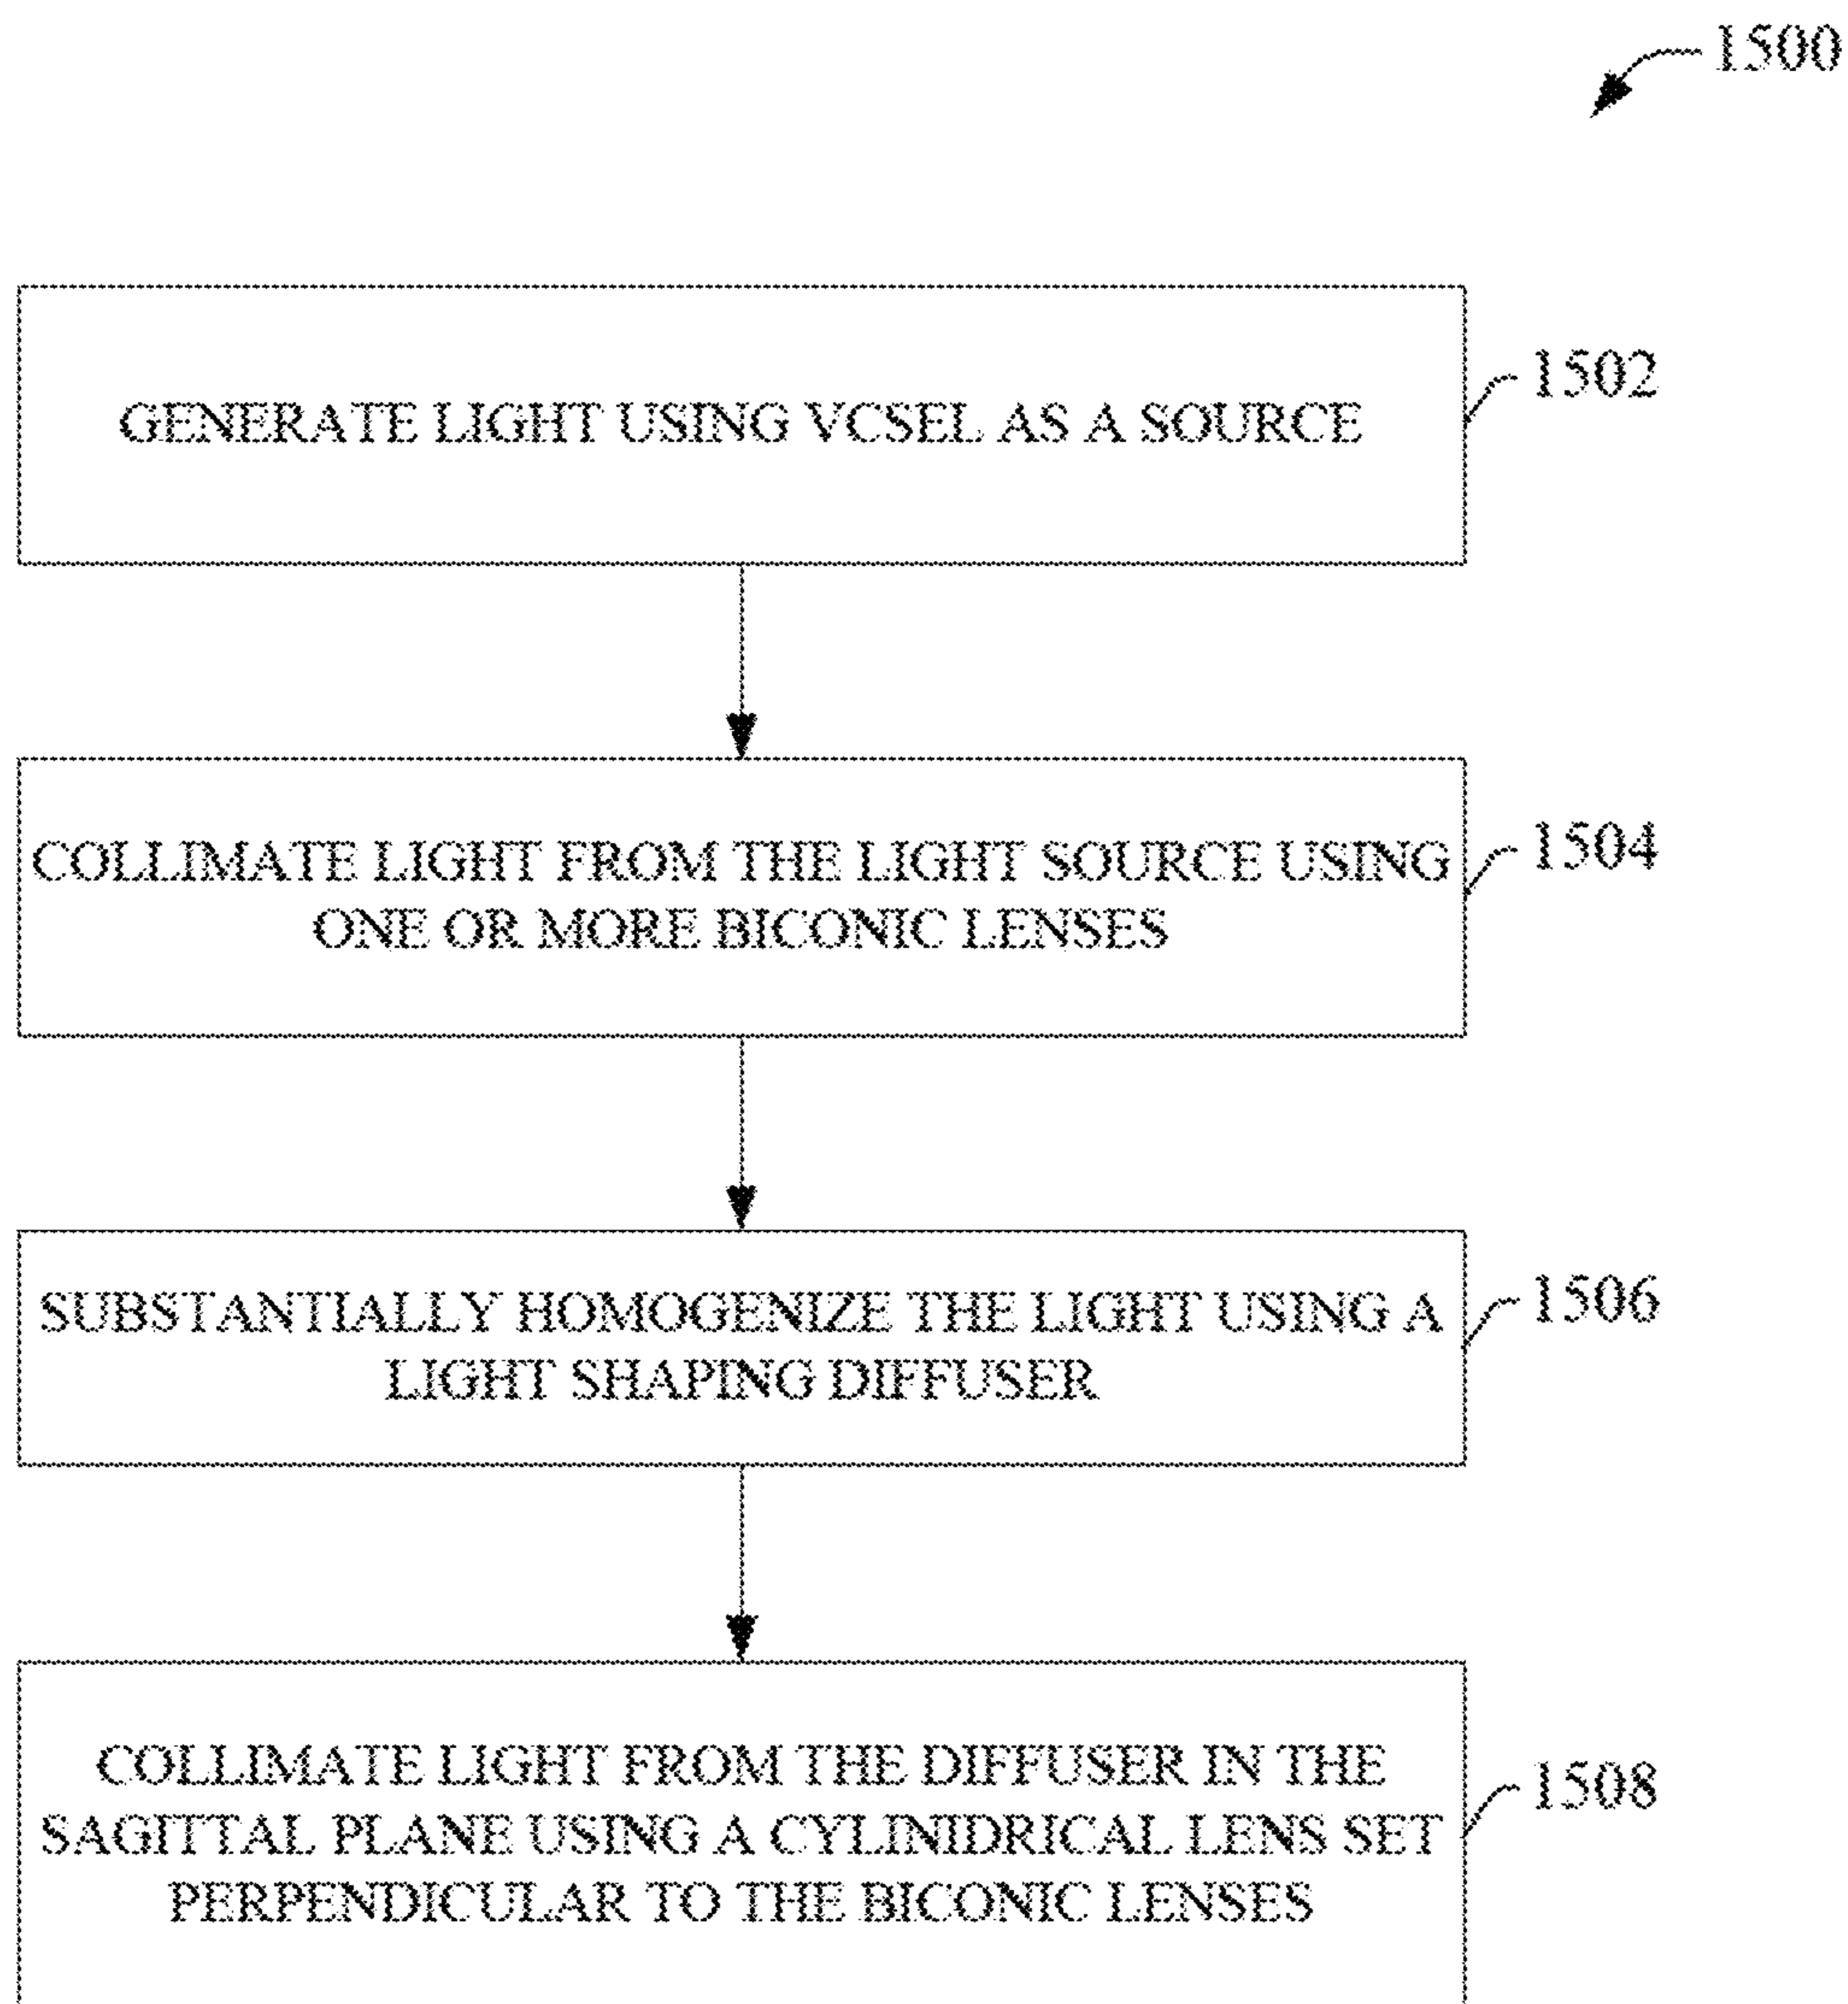 1500
GENERATE LIGHT USING VCSEL AS A SOURCE
1502
COLLIMATE LIGHT FROM THE LIGHT SOURCE USING
ONE OR MORE BICONIC LENSES
1504
SUBSTANTIALLY HOMOGENIZE THE LIGHT USING A
LIGHT SHAPING DIFFUSER
1506
COLLIMATE LIGHT FROM THE DIFFUSER IN THE
SAGITTAL PLANE USING A CYLINIDRICAL LENS SET
PERPENDICULAR TO THE BICONIC LENSES
1508